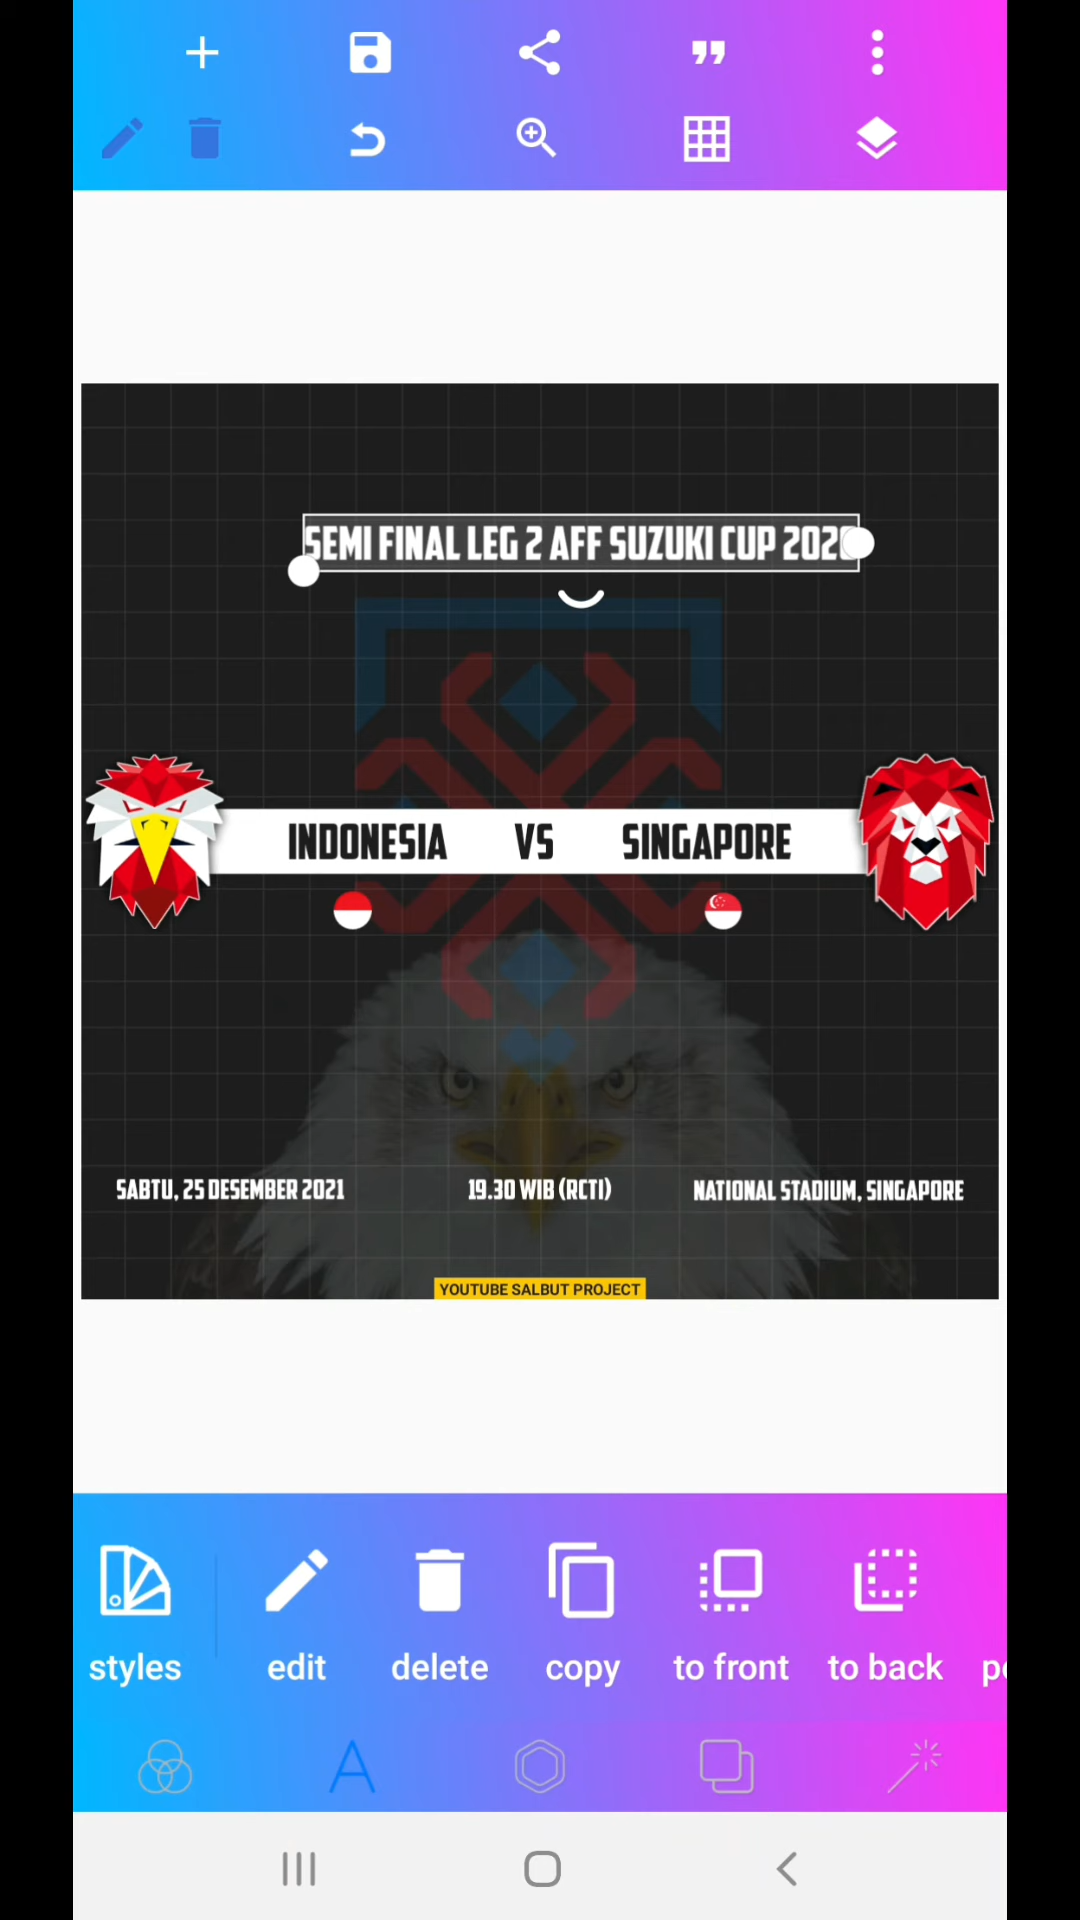 SEMI FINAL LEG 2 AFF SUZUKI CUP 2020
INDONESIA VS SINGAPORE
SABTU, 25 DESEMBER 2021 19.30 WIB (RCTI) NATIONAL STADIUM, SINGAPORE
YOUTUBE SALBUT PROJECT
styles edit delete copy to front to back